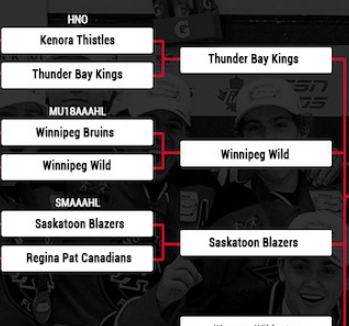 HNO
Kenora Thistles
Thunder Bay Kings
Thunder Bay Kings
MU18AAAHL
Winnipeg Bruins
Winnipeg Wild
Winnipeg Wild
SMAAAHL
Saskatoon Blazers
Regina Pat Canadians
Saskatoon Blazers